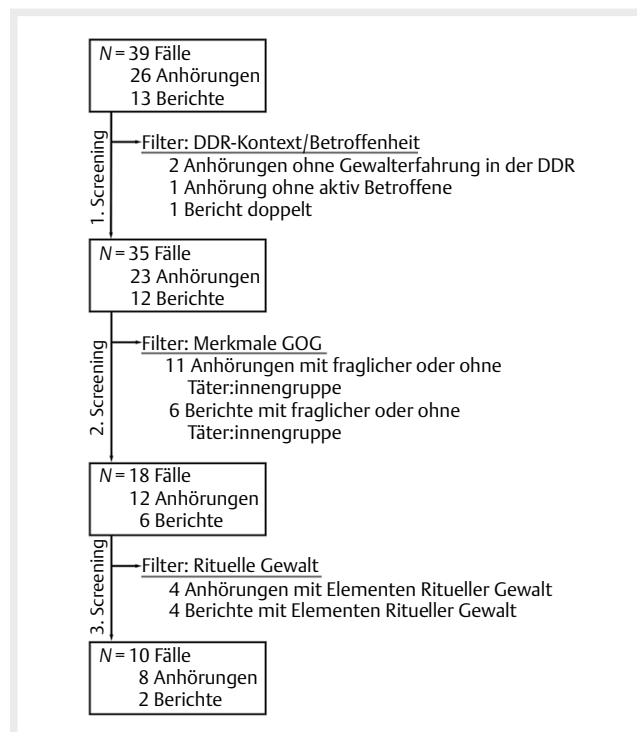 N = 39 Fälle
26 Anhörungen
13 Berichte
1. Screening
Filter: DDR-Kontext/Betroffenheit
2 Anhörungen ohne Gewalterfahrung in der DDR
1 Anhörung ohne aktiv Betroffene
1 Bericht doppelt
N = 35 Fälle
23 Anhörungen
12 Berichte
2. Screening
Filter: Merkmale GOG
11 Anhörungen mit fraglicher oder ohne
Täter:innengruppe
6 Berichte mit fraglicher oder ohne
Täter:innengruppe
N = 18 Fälle
12 Anhörungen
6 Berichte
3. Screening
Filter: Rituelle Gewalt
4 Anhörungen mit Elementen Ritueller Gewalt
4 Berichte mit Elementen Ritueller Gewalt
N = 10 Fälle
8 Anhörungen
2 Berichte